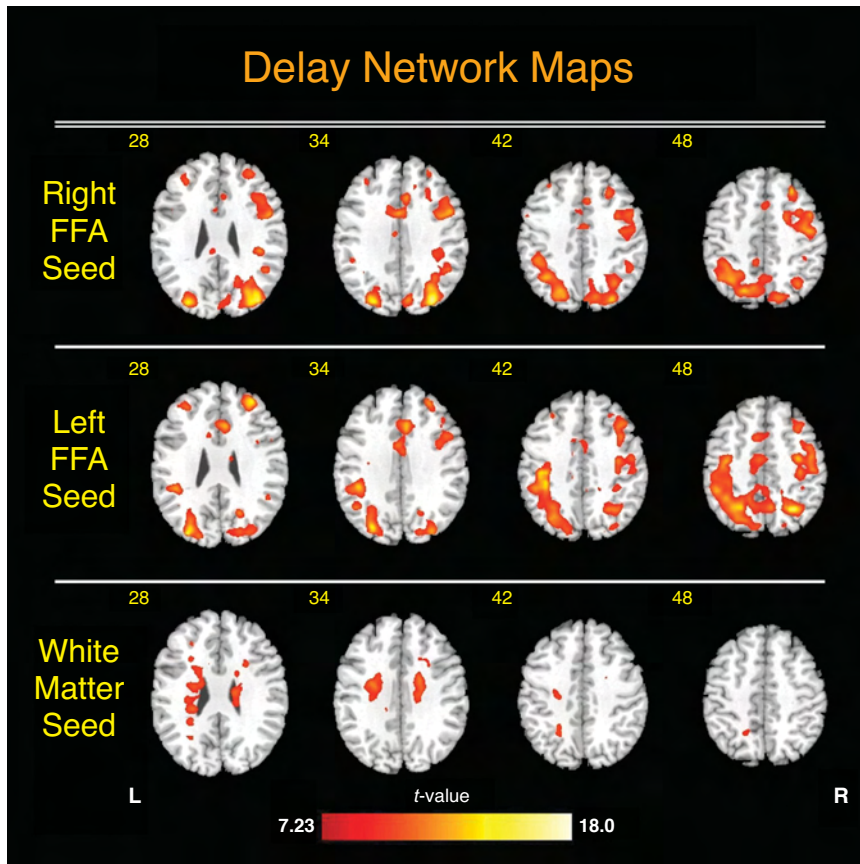 Delay Network Maps
28 34 42 48
Right
FFA
Seed
28 34 42 48
Left
FFA
Seed
28 34 42 48
White
Matter
Seed
L R
t-value
7.23 18.0